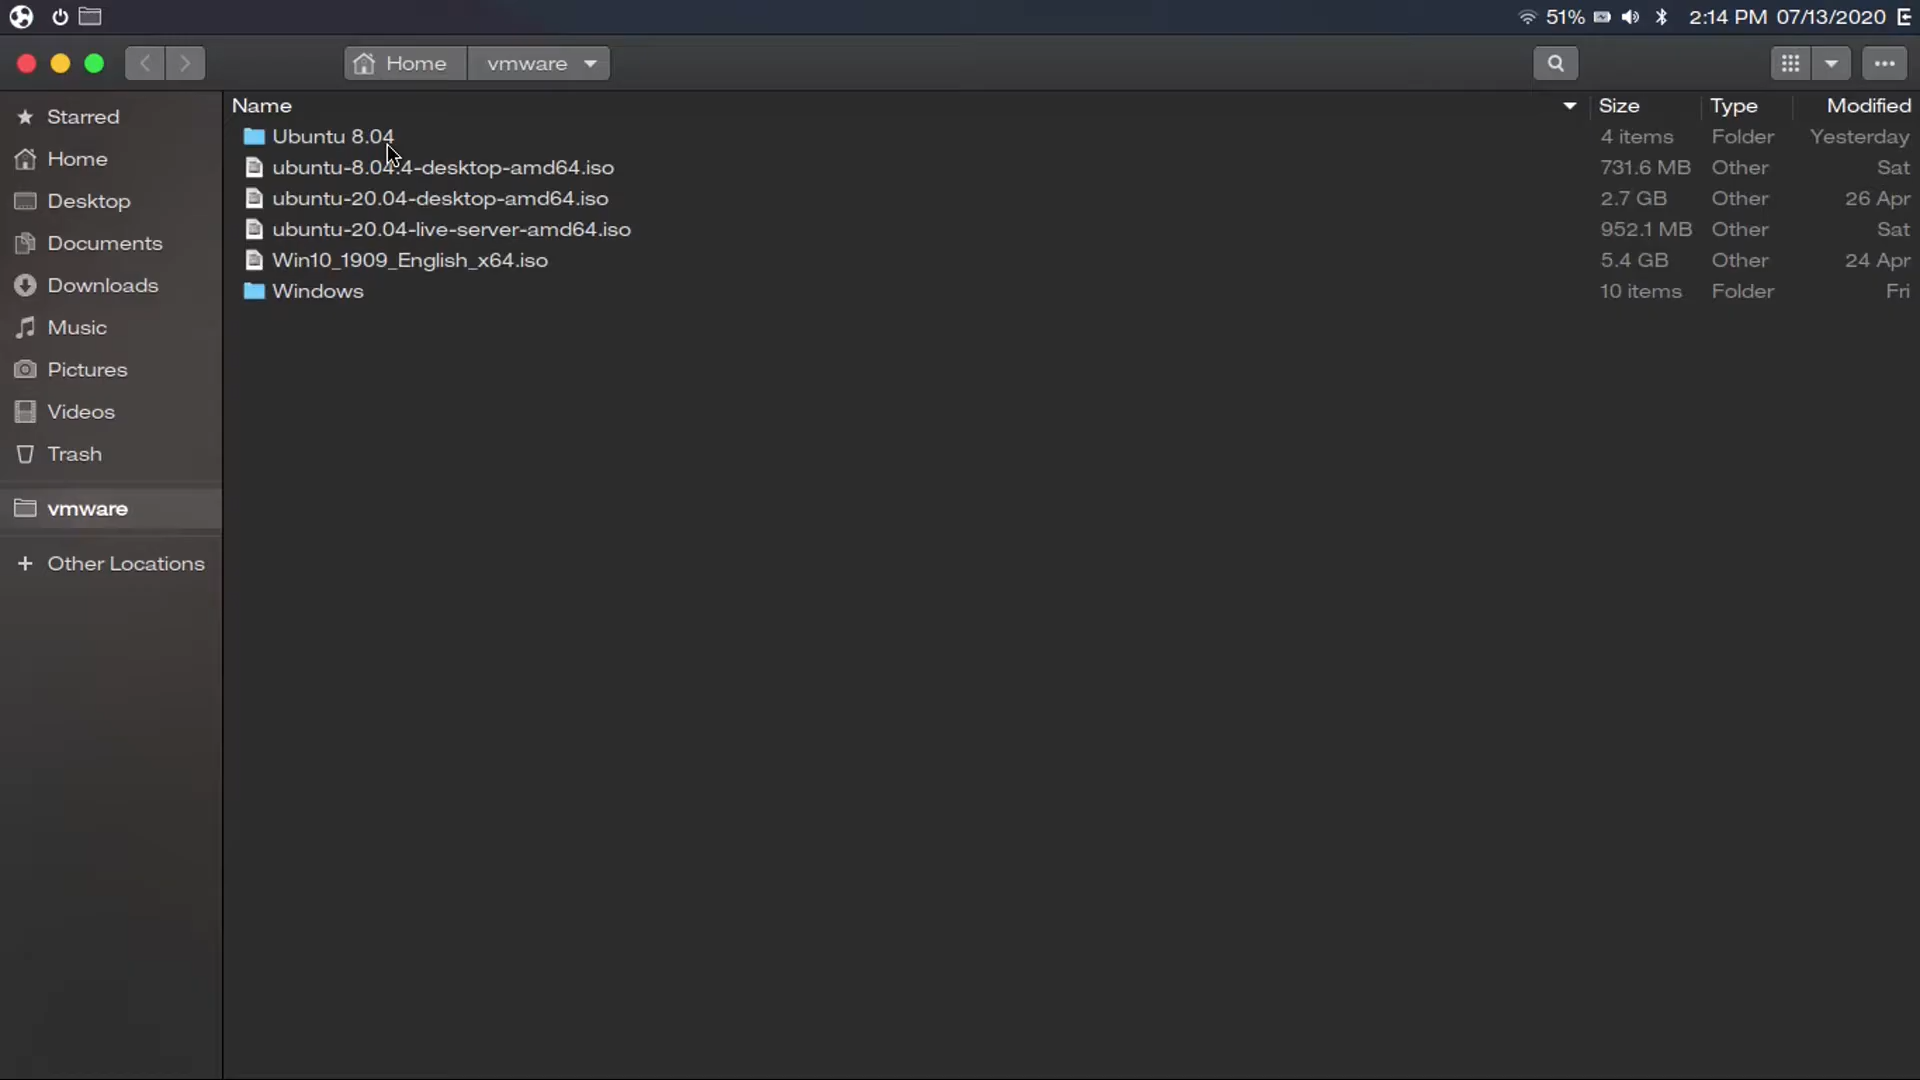 51% 2:14 PM 07/13/2020
Home vmware
Name Size Type Modified
Starred
Home
Desktop
Documents
Downloads
Music
Pictures
Videos
Trash
vmware
Other Locations
Ubuntu 8.04 4 items Folder Yesterday
ubuntu-8.04.4-desktop-amd64.iso 731.6 MB Other Sat
ubuntu-20.04-desktop-amd64.iso 2.7 GB Other 26 Apr
ubuntu-20.04-live-server-amd64.iso 952.1 MB Other Sat
Win10_1909_English_x64.iso 5.4 GB Other 24 Apr
Windows 10 items Folder Fri